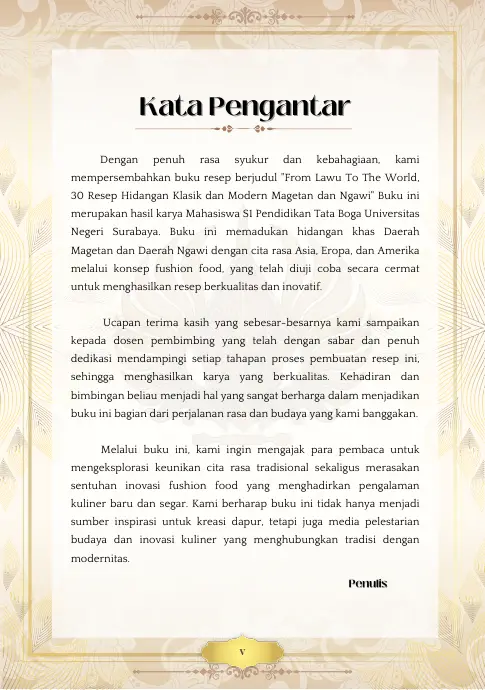 Kata Pengantar
Dengan penuh rasa syukur dan kebahagiaan, kami
mempersembahkan buku resep berjudul "From Lawu To The World,
30 Resep Hidangan Klasik dan Modern Magetan dan Ngawi" Buku ini
merupakan hasil karya Mahasiswa S1 Pendidikan Tata Boga Universitas
Negeri Surabaya. Buku ini memadukan hidangan khas Daerah
Magetan dan Daerah Ngawi dengan cita rasa Asia, Eropa, dan Amerika
melalui konsep fushion food, yang telah diuji coba secara cermat
untuk menghasilkan resep berkualitas dan inovatif.
Ucapan terima kasih yang sebesar-besarnya kami sampaikan
kepada dosen pembimbing yang telah dengan sabar dan penuh
dedikasi mendampingi setiap tahapan proses pembuatan resep ini,
sehingga menghasilkan karya yang berkualitas. Kehadiran dan
bimbingan beliau menjadi hal yang sangat berharga dalam menjadikan
buku ini bagian dari perjalanan rasa dan budaya yang kami banggakan.
Melalui buku ini, kami ingin mengajak para pembaca untuk
mengeksplorasi keunikan cita rasa tradisional sekaligus merasakan
sentuhan inovasi fushion food yang menghadirkan pengalaman
kuliner baru dan segar. Kami berharap buku ini tidak hanya menjadi
sumber inspirasi untuk kreasi dapur, tetapi juga media pelestarian
budaya dan inovasi kuliner yang menghubungkan tradisi dengan
modernitas.
Penulis
V